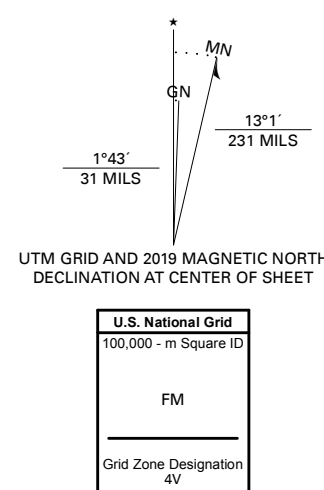 ★
MN
GN
13°1´
231 MILS
1°43´
31 MILS
UTM GRID AND 2019 MAGNETIC NORTH
DECLINATION AT CENTER OF SHEET
U.S. National Grid
100,000 - m Square ID
FM
Grid Zone Designation
4V